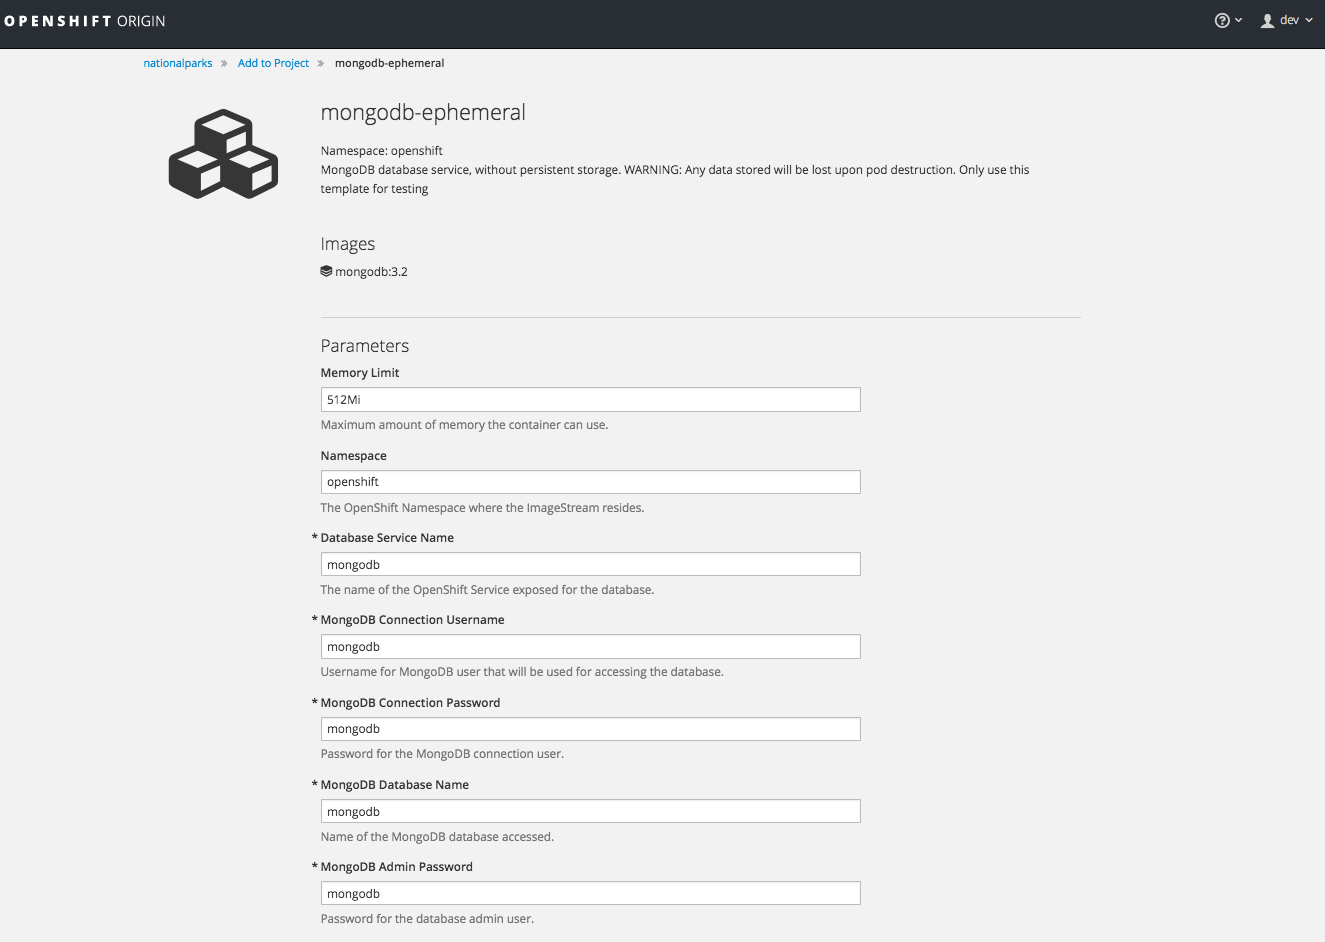 OPENSHIFT ORIGIN
dev
nationalparks » Add to Project » mongodb-ephemeral
mongodb-ephemeral
Namespace: openshift
MongoDB database service, without persistent storage. WARNING: Any data stored will be lost upon pod destruction. Only use this
template for testing
Images
mongodb:3.2
Parameters
Memory Limit
512Mi
Maximum amount of memory the container can use.
Namespace
openshift
The OpenShift Namespace where the ImageStream resides.
* Database Service Name
mongodb
The name of the OpenShift Service exposed for the database.
* MongoDB Connection Username
mongodb
Username for MongoDB user that will be used for accessing the database.
* MongoDB Connection Password
mongodb
Password for the MongoDB connection user.
* MongoDB Database Name
mongodb
Name of the MongoDB database accessed.
* MongoDB Admin Password
mongodb
Password for the database admin user.